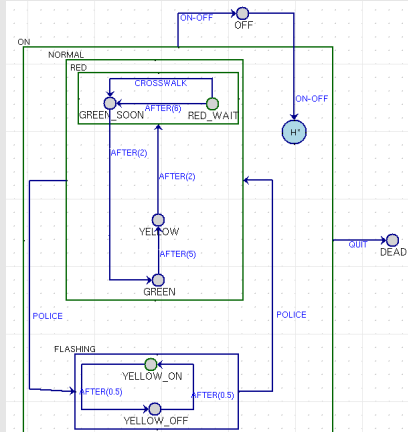 ON-OFF
OFF
ON
NORMAL
RED
CROSSWALK
ON-OFF
AFTER(6)
GREEN_SOON
RED_WAIT
H*
AFTER(2)
AFTER(2)
YELLOW
QUIT
DEAD
AFTER(5)
GREEN
POLICE
POLICE
FLASHING
YELLOW_ON
AFTER(0.5)
AFTER(0.5)
YELLOW_OFF